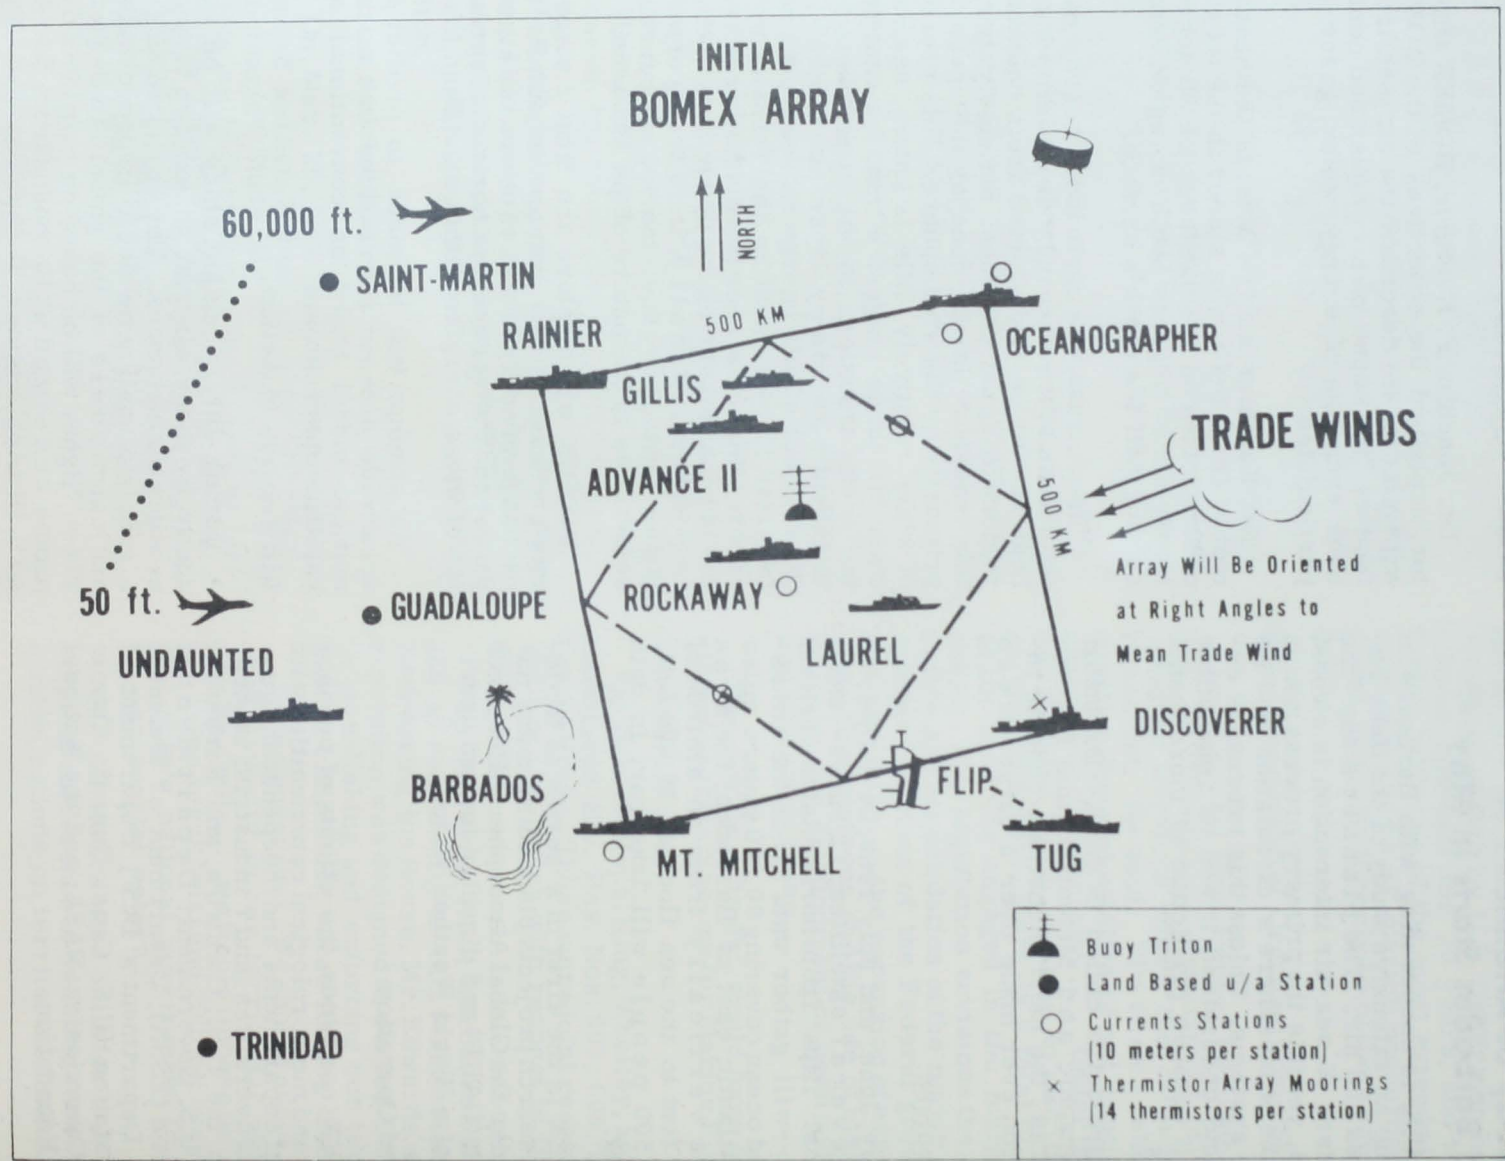 INITIAL
BOMEX ARRAY
60,000 ft.
NORTH
SAINT-MARTIN
RAINIER
500 KM
OCEANOGRAPHER
GILLIS
TRADE WINDS
ADVANCE II
500 KM
Array Will Be Oriented
at Right Angles to
Mean Trade Wind
50 ft.
GUADALOUPE
ROCKAWAY
UNDAUNTED
LAUREL
DISCOVERER
BARBADOS
FLIP
MT. MITCHELL
TUG
Buoy Triton
Land Based u/a Station
Currents Stations
(10 meters per station)
Thermistor Array Moorings
(14 thermistors per station)
TRINIDAD